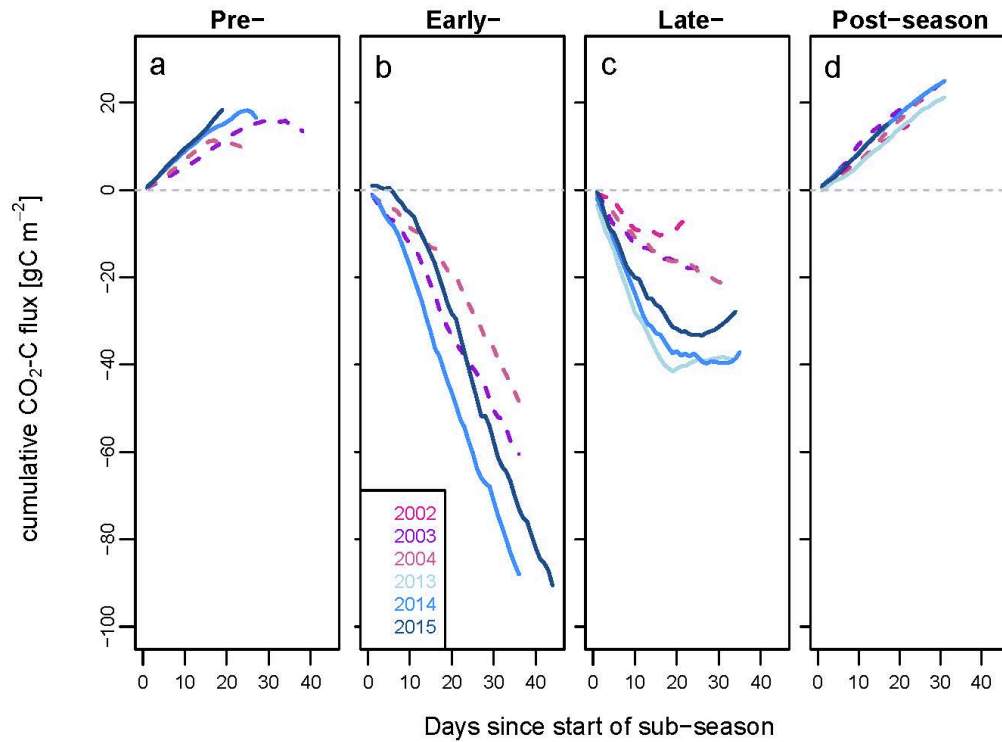 Pre− Early− Late− Post−season
a b c d
20
0
−20
−40
−60
−80
−100
cumulative CO₂−C flux [gC m⁻²]
2002
2003
2004
2013
2014
2015
0 10 20 30 40 0 10 20 30 40 0 10 20 30 40 0 10 20 30 40
Days since start of sub−season